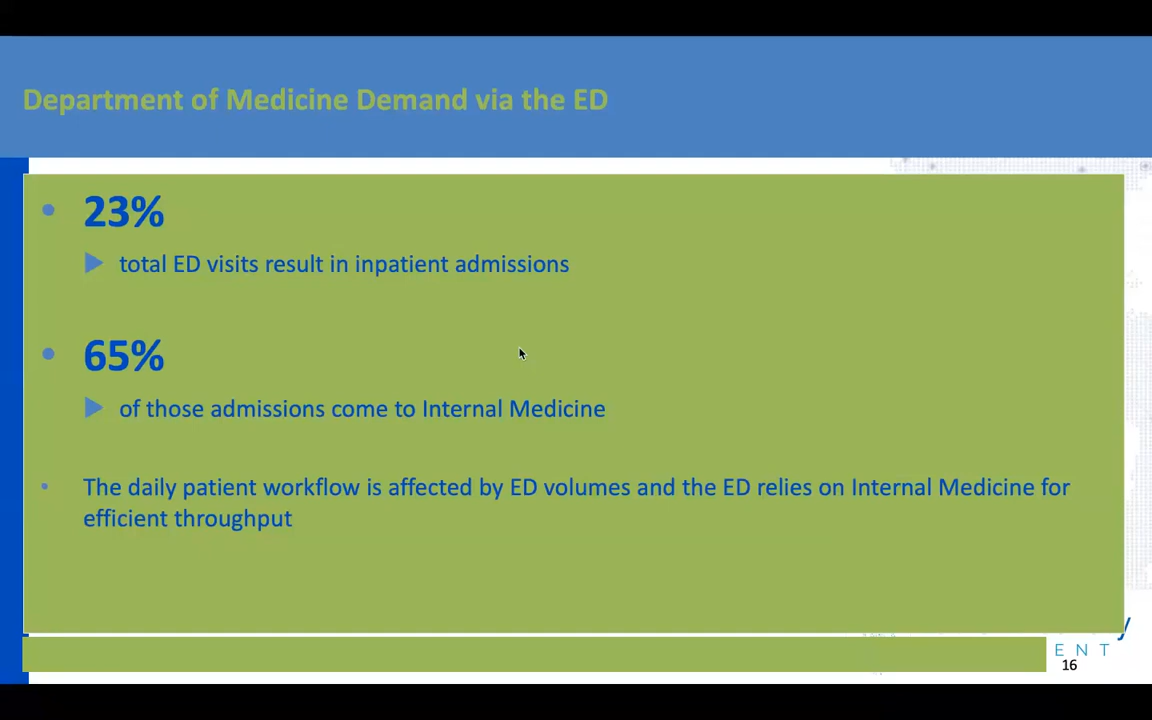 Department of Medicine Demand via the ED
23%
total ED visits result in inpatient admissions
65%
of those admissions come to Internal Medicine
The daily patient workflow is affected by ED volumes and the ED relies on Internal Medicine for
efficient throughput
y
ENT
16